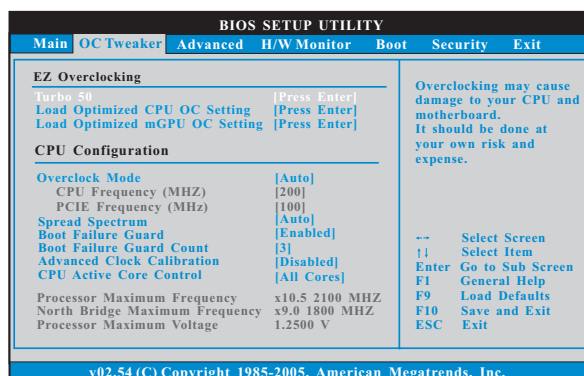 BIOS SETUP UTILITY
Main OC Tweaker Advanced H/W Monitor Boot Security Exit
EZ Overclocking
Turbo 50 [Press Enter]
Load Optimized CPU OC Setting [Press Enter]
Load Optimized mGPU OC Setting [Press Enter]
CPU Configuration
Overclock Mode [Auto]
CPU Frequency (MHZ) [200]
PCIE Frequency (MHz) [100]
Spread Spectrum [Auto]
Boot Failure Guard [Enabled]
Boot Failure Guard Count [3]
Advanced Clock Calibration [Disabled]
CPU Active Core Control [All Cores]
Processor Maximum Frequency x10.5 2100 MHZ
North Bridge Maximum Frequency x9.0 1800 MHZ
Processor Maximum Voltage 1.2500 V
Overclocking may cause
damage to your CPU and
motherboard.
It should be done at
your own risk and
expense.
←→ Select Screen
↑↓ Select Item
Enter Go to Sub Screen
F1 General Help
F9 Load Defaults
F10 Save and Exit
ESC Exit
v02.54 (C) Copyright 1985-2005, American Megatrends, Inc.